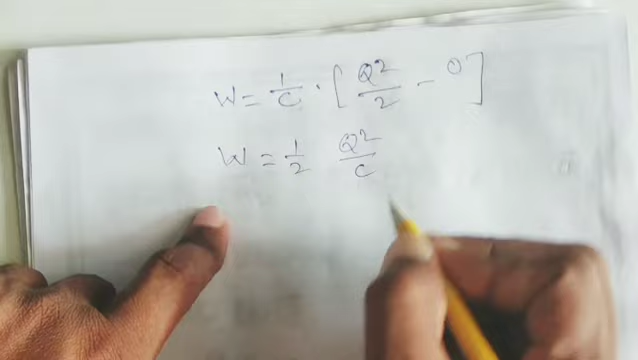 W = 1/C · [Q²/2 - 0]
W = 1/2 Q²/C